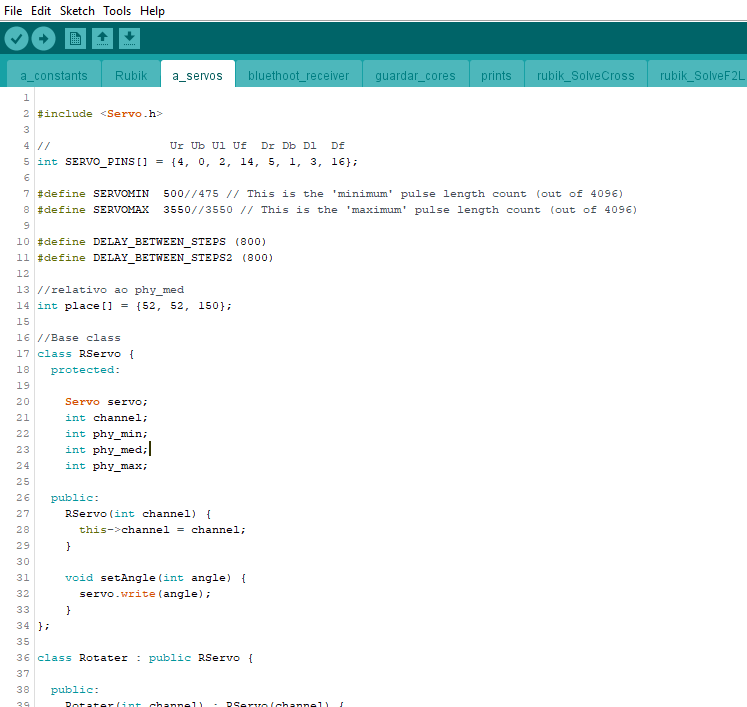 File Edit Sketch Tools Help
a_constants Rubik a_servos bluethoot_receiver guardar_cores prints rubik_SolveCross rubik_SolveF2L
1
2 #include <Servo.h>
3
4 // Ur Ub Ul Uf Dr Db Dl Df
5 int SERVO_PINS[] = {4, 0, 2, 14, 5, 1, 3, 16};
6
7 #define SERVOMIN 500//475 // This is the 'minimum' pulse length count (out of 4096)
8 #define SERVOMAX 3550//3550 // This is the 'maximum' pulse length count (out of 4096)
9
10 #define DELAY_BETWEEN_STEPS (800)
11 #define DELAY_BETWEEN_STEPS2 (800)
12
13 //relativo ao phy_med
14 int place[] = {52, 52, 150};
15
16 //Base class
17 class RServo {
18 protected:
19
20 Servo servo;
21 int channel;
22 int phy_min;
23 int phy_med;
24 int phy_max;
25
26 public:
27 RServo(int channel) {
28 this->channel = channel;
29 }
30
31 void setAngle(int angle) {
32 servo.write(angle);
33 }
34 };
35
36 class Rotater : public RServo {
37
38 public:
39 Rotater(int channel) : RServo(channel) {